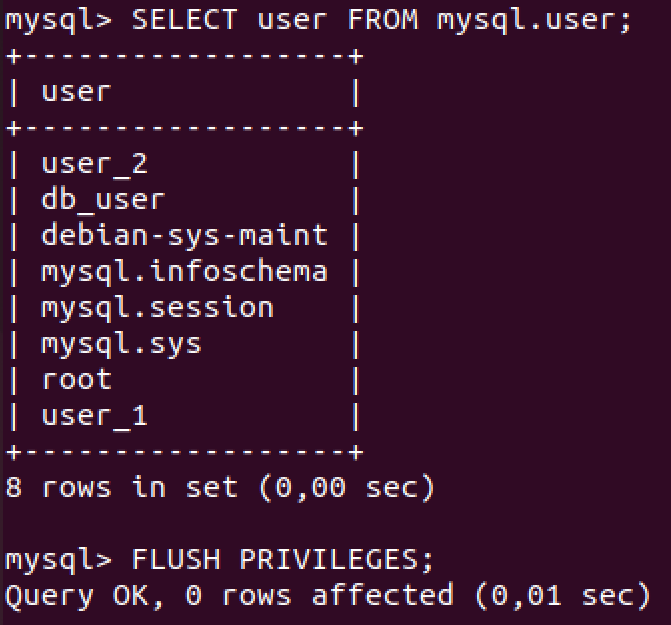 mysql> SELECT user FROM mysql.user;
+------------------+
| user             |
+------------------+
| user_2           |
| db_user          |
| debian-sys-maint |
| mysql.infoschema |
| mysql.session    |
| mysql.sys        |
| root             |
| user_1           |
+------------------+
8 rows in set (0,00 sec)

mysql> FLUSH PRIVILEGES;
Query OK, 0 rows affected (0,01 sec)